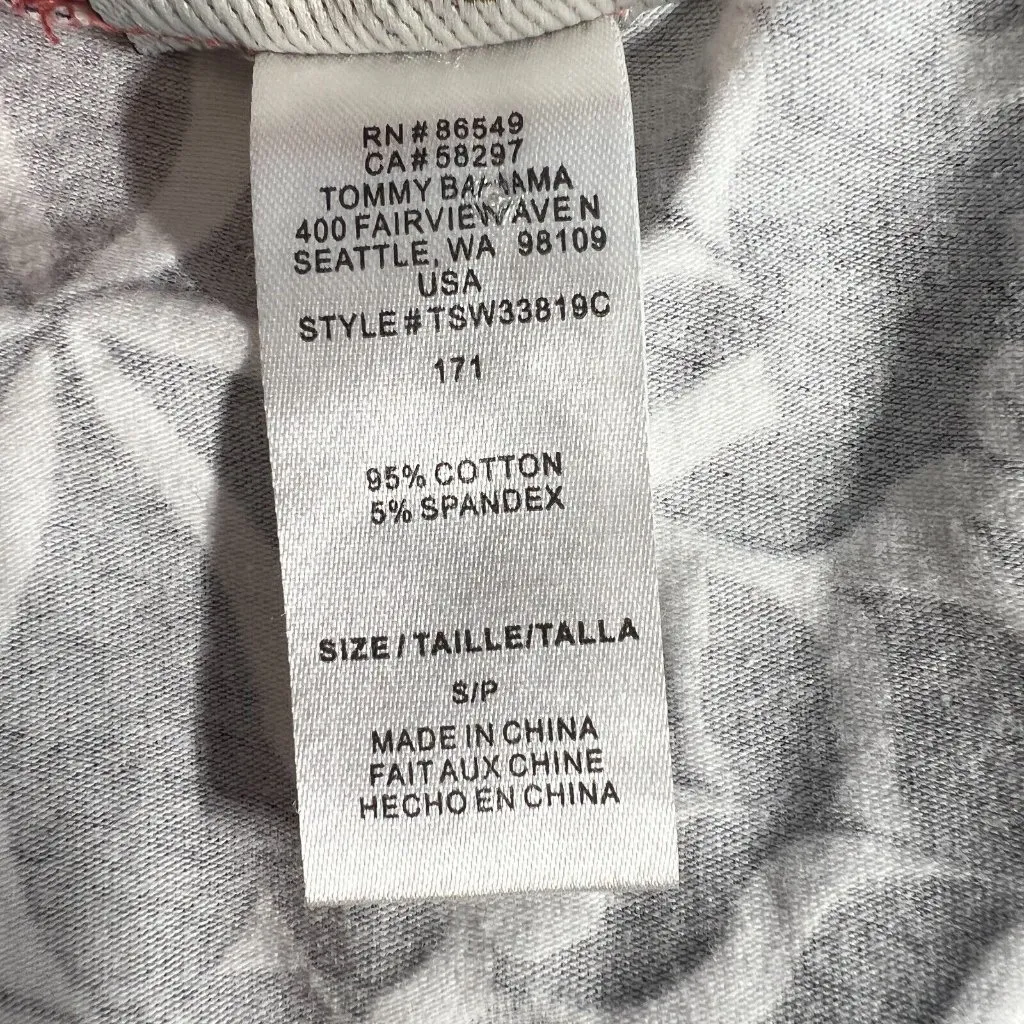 RN # 86549
CA # 58297
TOMMY BAHAMA
400 FAIRVIEW AVE N
SEATTLE, WA 98109
USA
STYLE # TSW33819C
171
95% COTTON
5% SPANDEX
SIZE / TAILLE/TALLA
S/P
MADE IN CHINA
FAIT AUX CHINE
HECHO EN CHINA